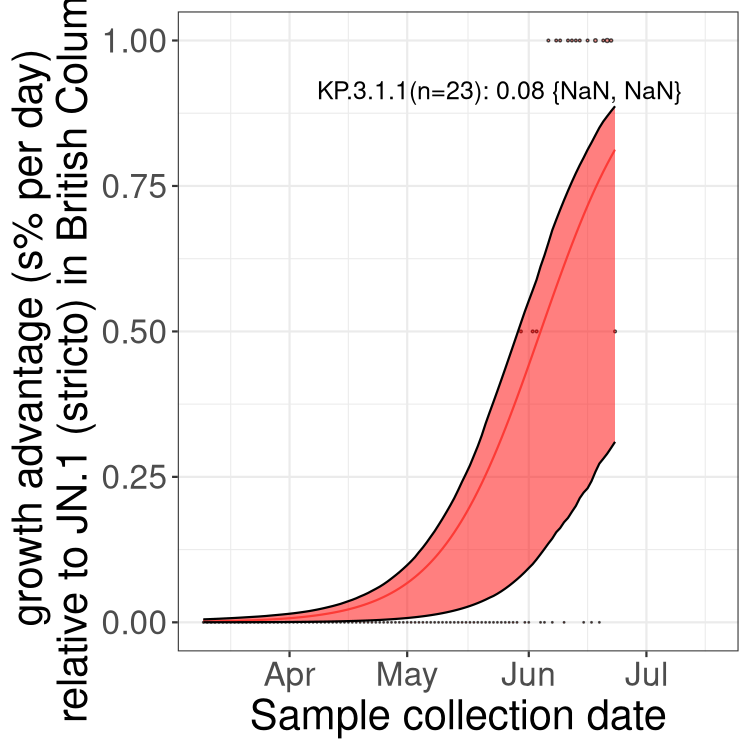 growth advantage (s% per day)
relative to JN.1 (stricto) in British Colum
1.00
0.75
0.50
0.25
0.00
KP.3.1.1(n=23): 0.08 {NaN, NaN}
Apr May Jun Jul
Sample collection date